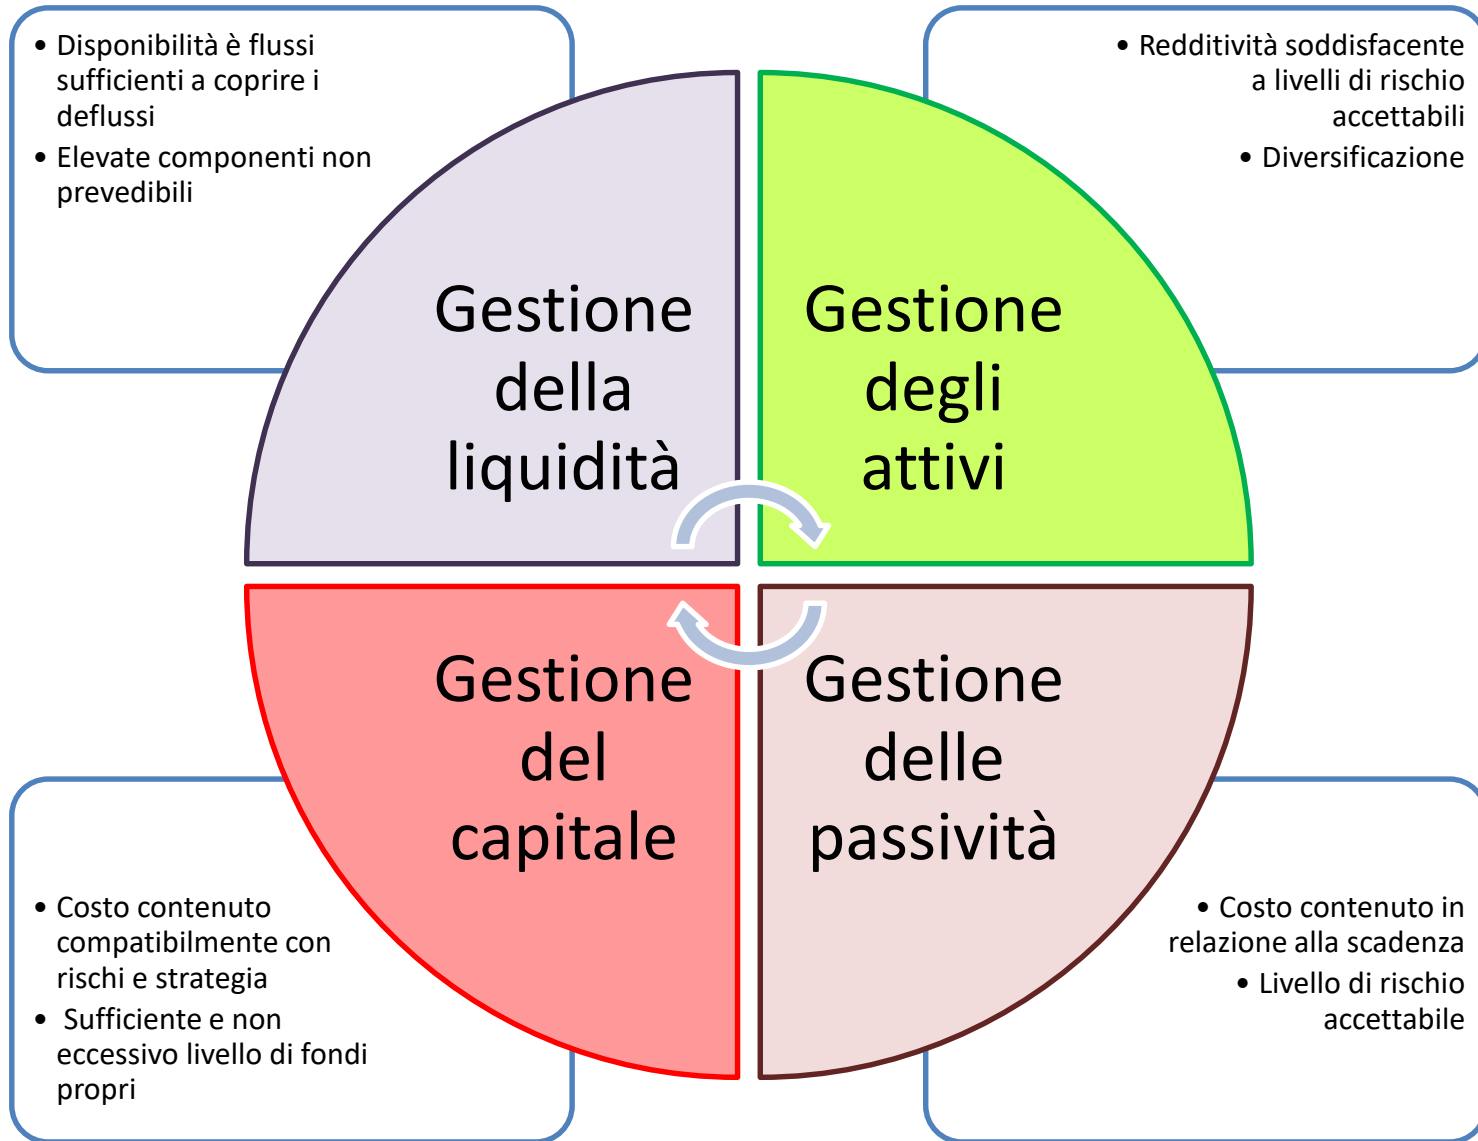 • Disponibilità è flussi
sufficienti a coprire i
deflussi
• Elevate componenti non
prevedibili
• Redditività soddisfacente
a livelli di rischio
accettabili
• Diversificazione
Gestione
della
liquidità
Gestione
degli
attivi
Gestione
del
capitale
Gestione
delle
passività
• Costo contenuto
compatibilmente con
rischi e strategia
• Sufficiente e non
eccessivo livello di fondi
propri
• Costo contenuto in
relazione alla scadenza
• Livello di rischio
accettabile